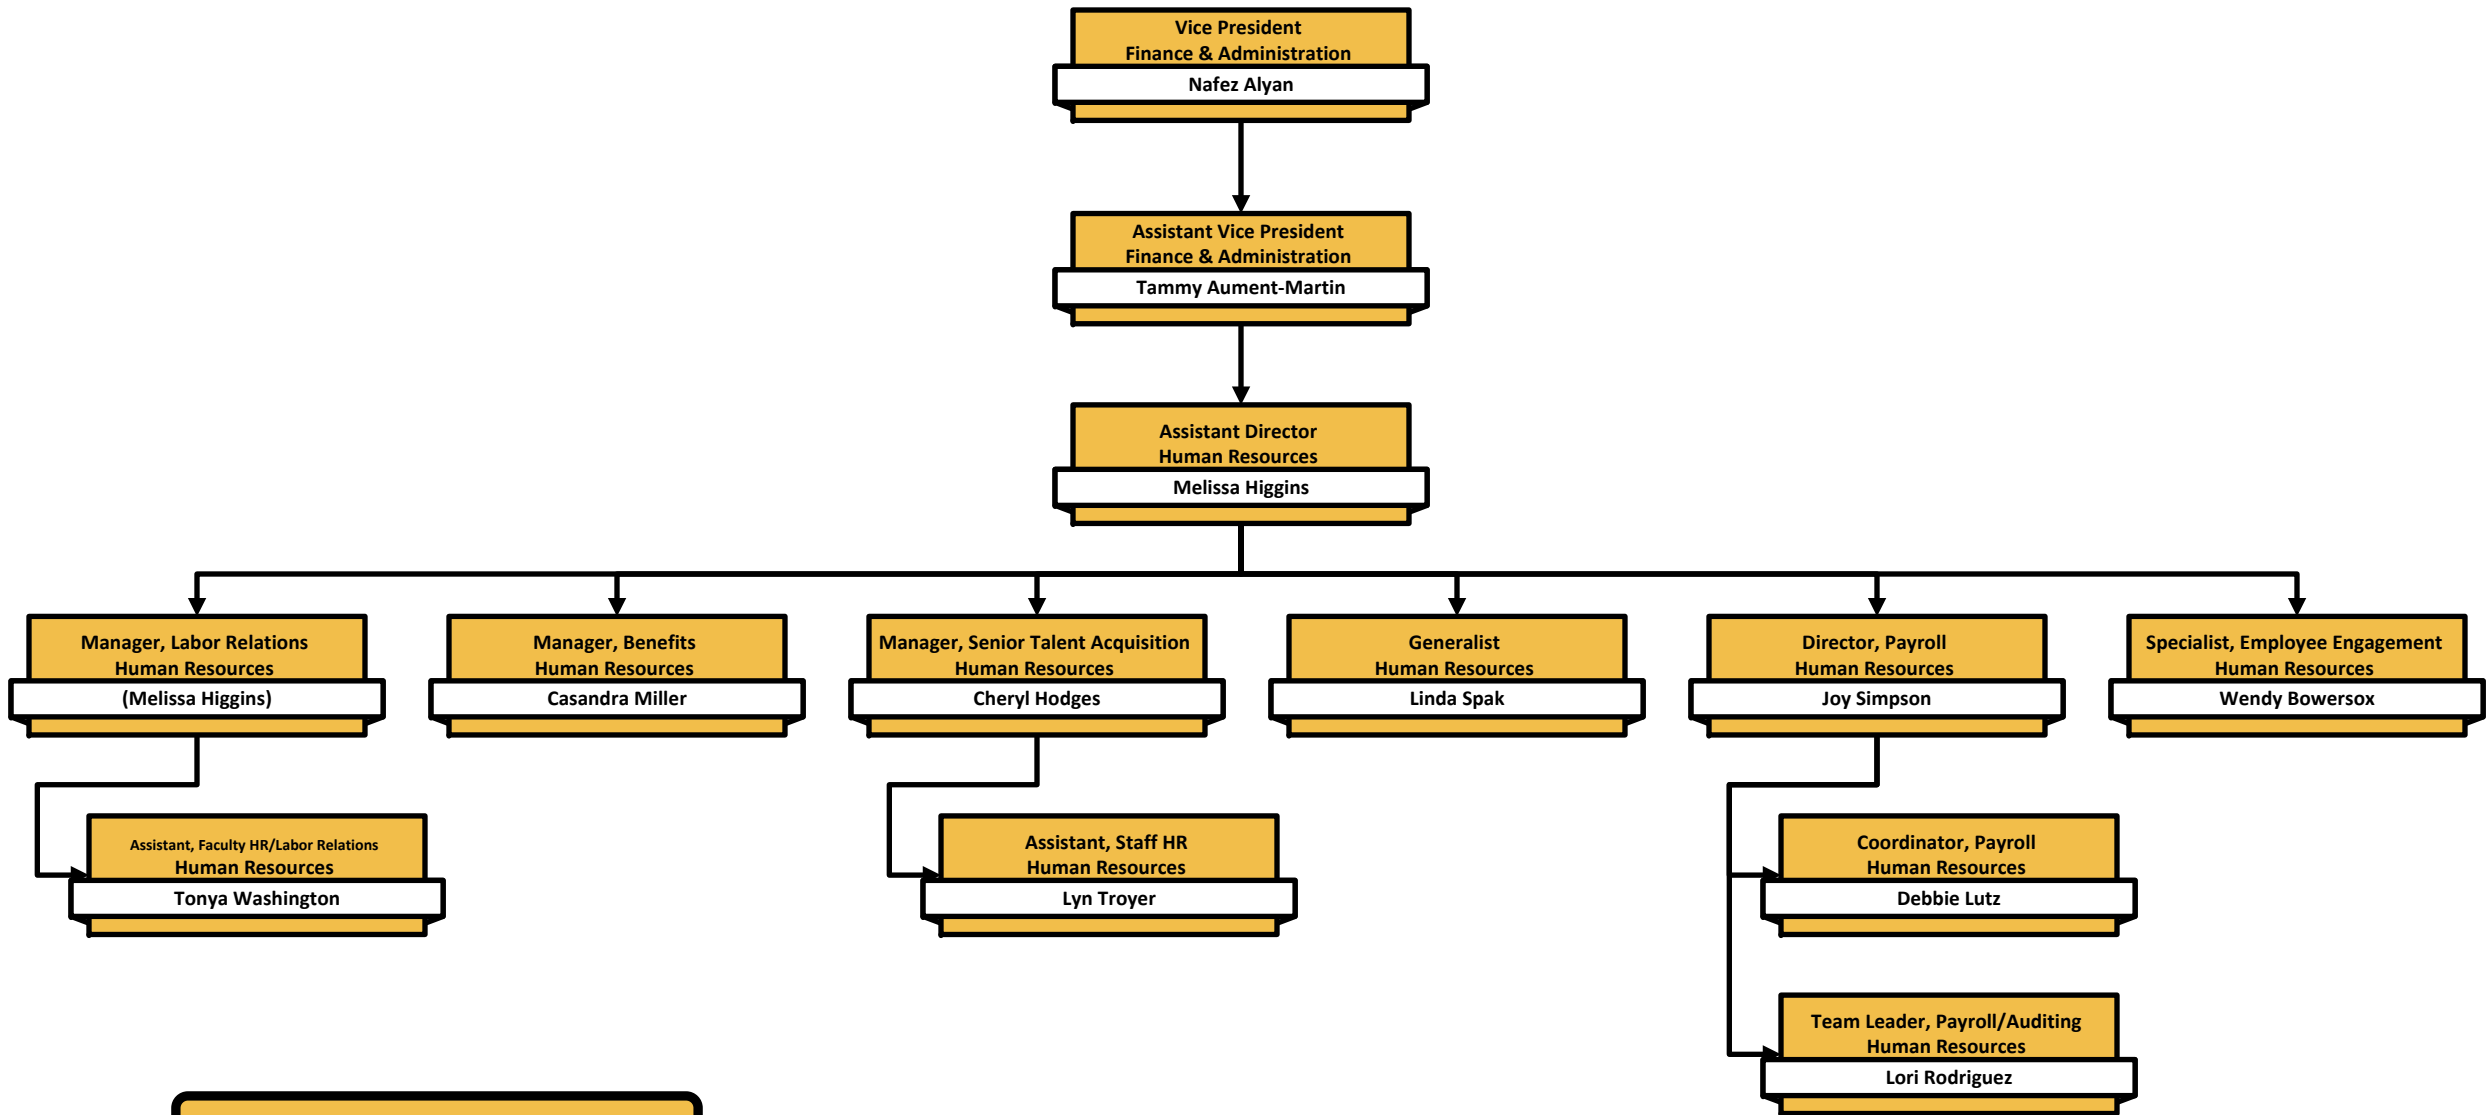 Vice President
Finance & Administration
Nafez Alyan
Assistant Vice President
Finance & Administration
Tammy Aument-Martin
Assistant Director
Human Resources
Melissa Higgins
Manager, Labor Relations
Human Resources
(Melissa Higgins)
Manager, Benefits
Human Resources
Casandra Miller
Manager, Senior Talent Acquisition
Human Resources
Cheryl Hodges
Generalist
Human Resources
Linda Spak
Director, Payroll
Human Resources
Joy Simpson
Specialist, Employee Engagement
Human Resources
Wendy Bowersox
Assistant, Faculty HR/Labor Relations
Human Resources
Tonya Washington
Assistant, Staff HR
Human Resources
Lyn Troyer
Coordinator, Payroll
Human Resources
Debbie Lutz
Team Leader, Payroll/Auditing
Human Resources
Lori Rodriguez